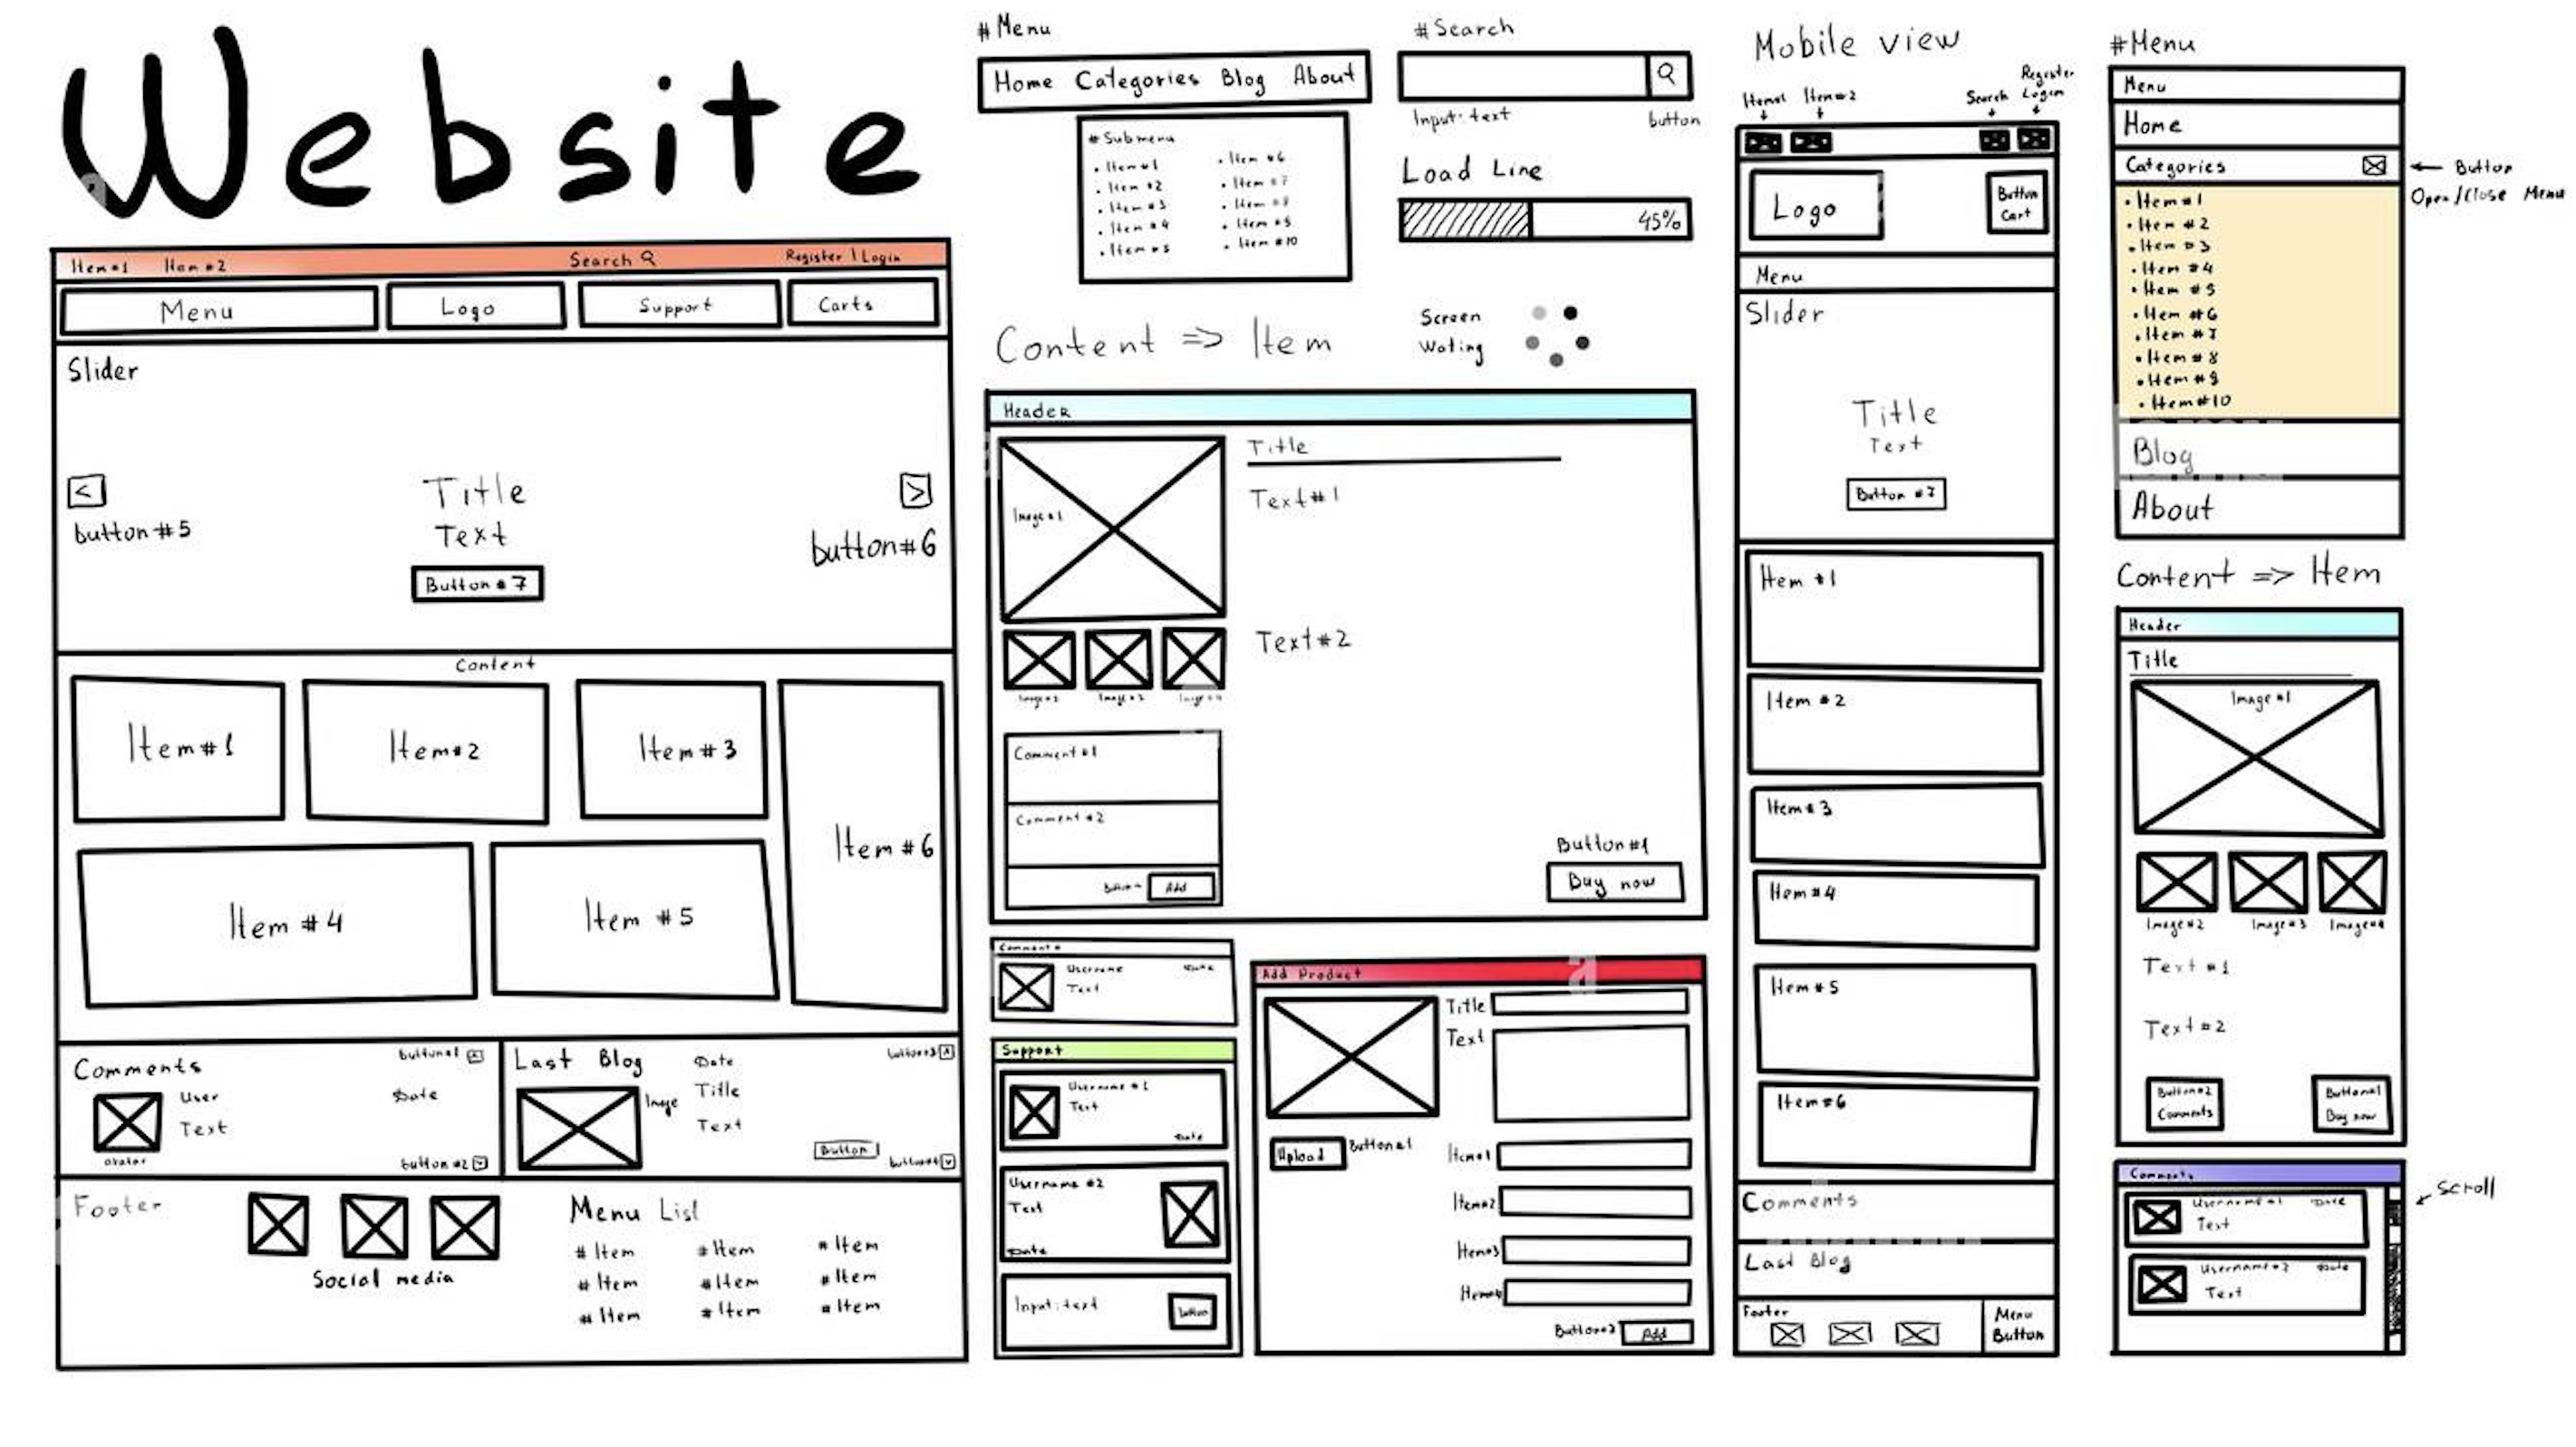 Website
Item#1 Item#2 Search Register | Login
Menu Logo Support Carts
Slider
< >
button#5 Title button#6
Text
Button#7
Content
Item#1 Item#2 Item#3
Item#6
Item#4 Item#5
Comments button#1
User Date
Text
avatar button#2
Last Blog Date button#3
Image Title
Text
Button button#4
Footer
Social media
Menu List
#Item #Item #Item
#Item #Item #Item
#Item #Item #Item
#Menu
Home Categories Blog About
#Submenu
• Item#1 • Item#6
• Item#2 • Item#7
• Item#3 • Item#8
• Item#4 • Item#9
• Item#5 • Item#10
#Search
Input: text button
Load Line
45%
Screen
Wating
Content => Item
Header
Image#1
Title
Text#1
Text#2
Image#2 Image#3 Image#4
Comment#1
Comment#2
Add
Button#1
Buy now
Comments
Username Date
Text
Support
Username#1
Text
Date
Username#2
Text
Date
Input: text button
Add Product
Title
Text
Upload Button#1
Item#1
Item#2
Item#3
Item#4
Button#2 Add
Mobile view
Item#1 Item#2 Search Register
Login
Logo Button
Cart
Menu
Slider
Title
Text
Button#7
Item#1
Item#2
Item#3
Item#4
Item#5
Item#6
Comments
Last Blog
Footer Menu
Button
#Menu
Menu
Home
Categories ← Button
Open/Close Menu
• Item#1
• Item#2
• Item#3
• Item#4
• Item#5
• Item#6
• Item#7
• Item#8
• Item#9
• Item#10
Blog
About
Content => Item
Header
Title
Image#1
Image#2 Image#3 Image#4
Text#1
Text#2
Button#2 Button#1
Comments Buy now
Comments
Scroll
Username#1 Date
Text
Username#2 Date
Text